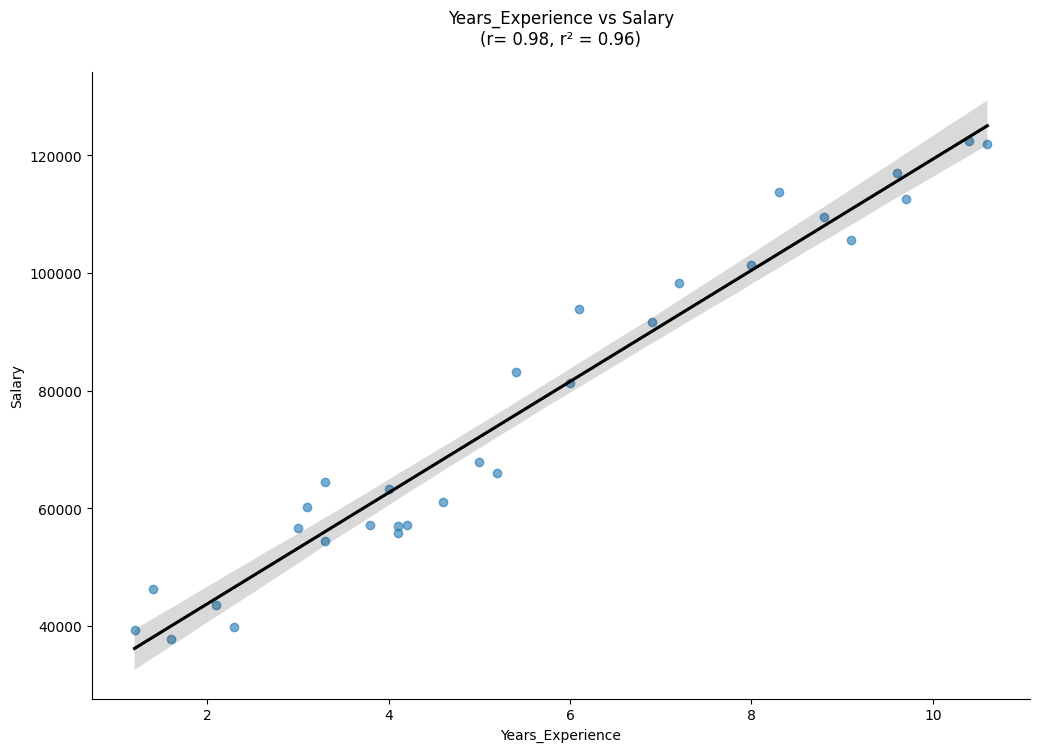 Years_Experience vs Salary
(r= 0.98, r² = 0.96)
120000
100000
80000
60000
40000
Salary
2 4 6 8 10
Years_Experience